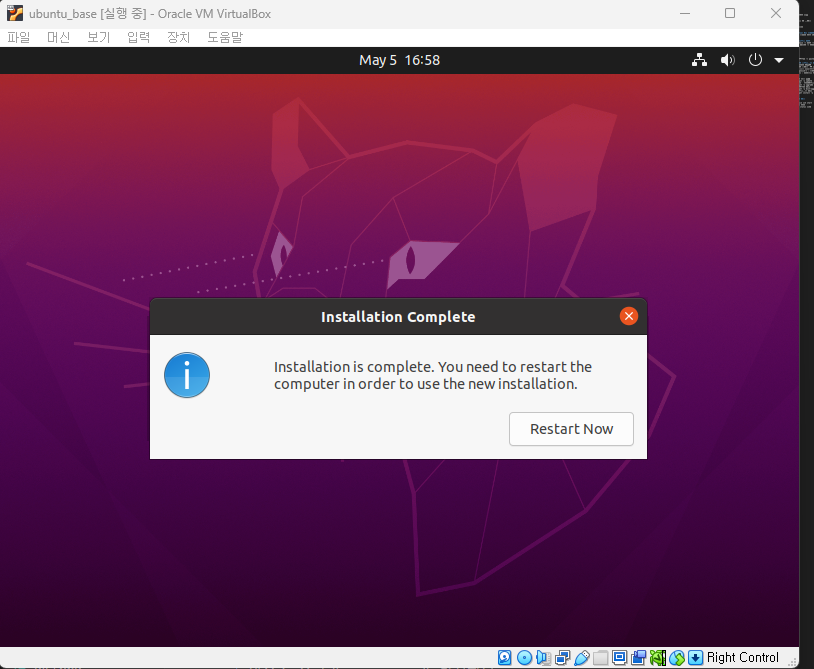 ubuntu_base [실행 중] - Oracle VM VirtualBox
파일 머신 보기 입력 장치 도움말
May 5 16:58
Installation Complete
Installation is complete. You need to restart the
computer in order to use the new installation.
Restart Now
Right Control